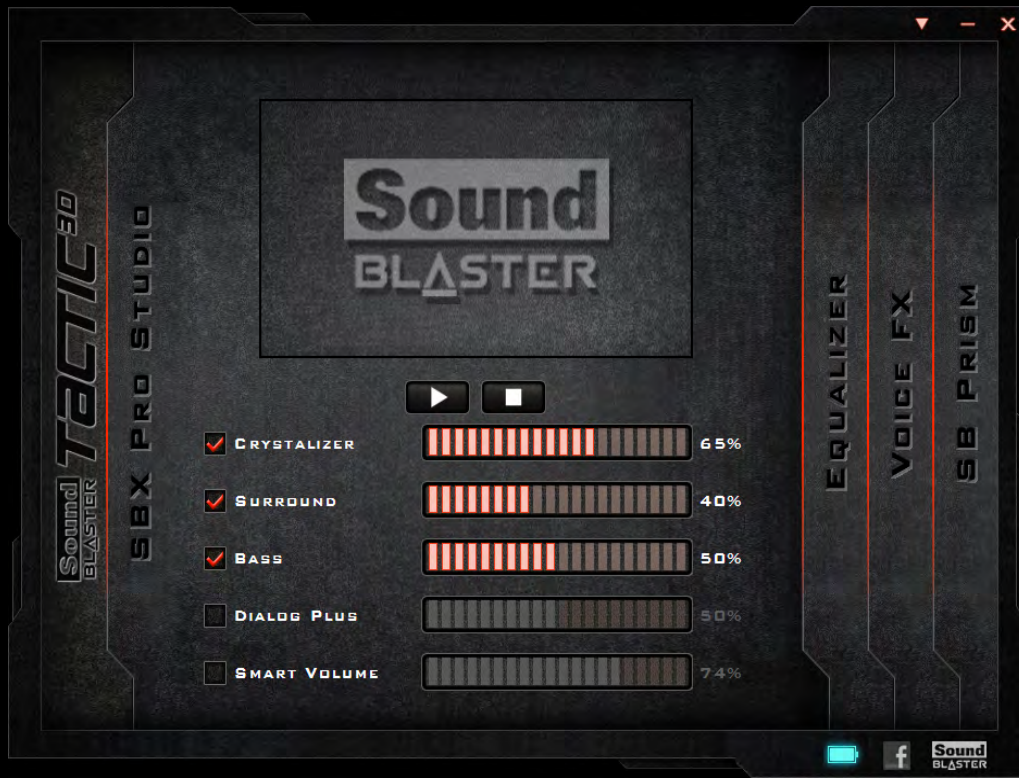 Sound
BLASTER
TACTIC3D
SBX PRO STUDIO
Sound
BLASTER
CRYSTALIZER 65%
SURROUND 40%
BASS 50%
DIALOG PLUS 50%
SMART VOLUME 74%
EQUALIZER
VOICE FX
SB PRISM
f
Sound
BLASTER